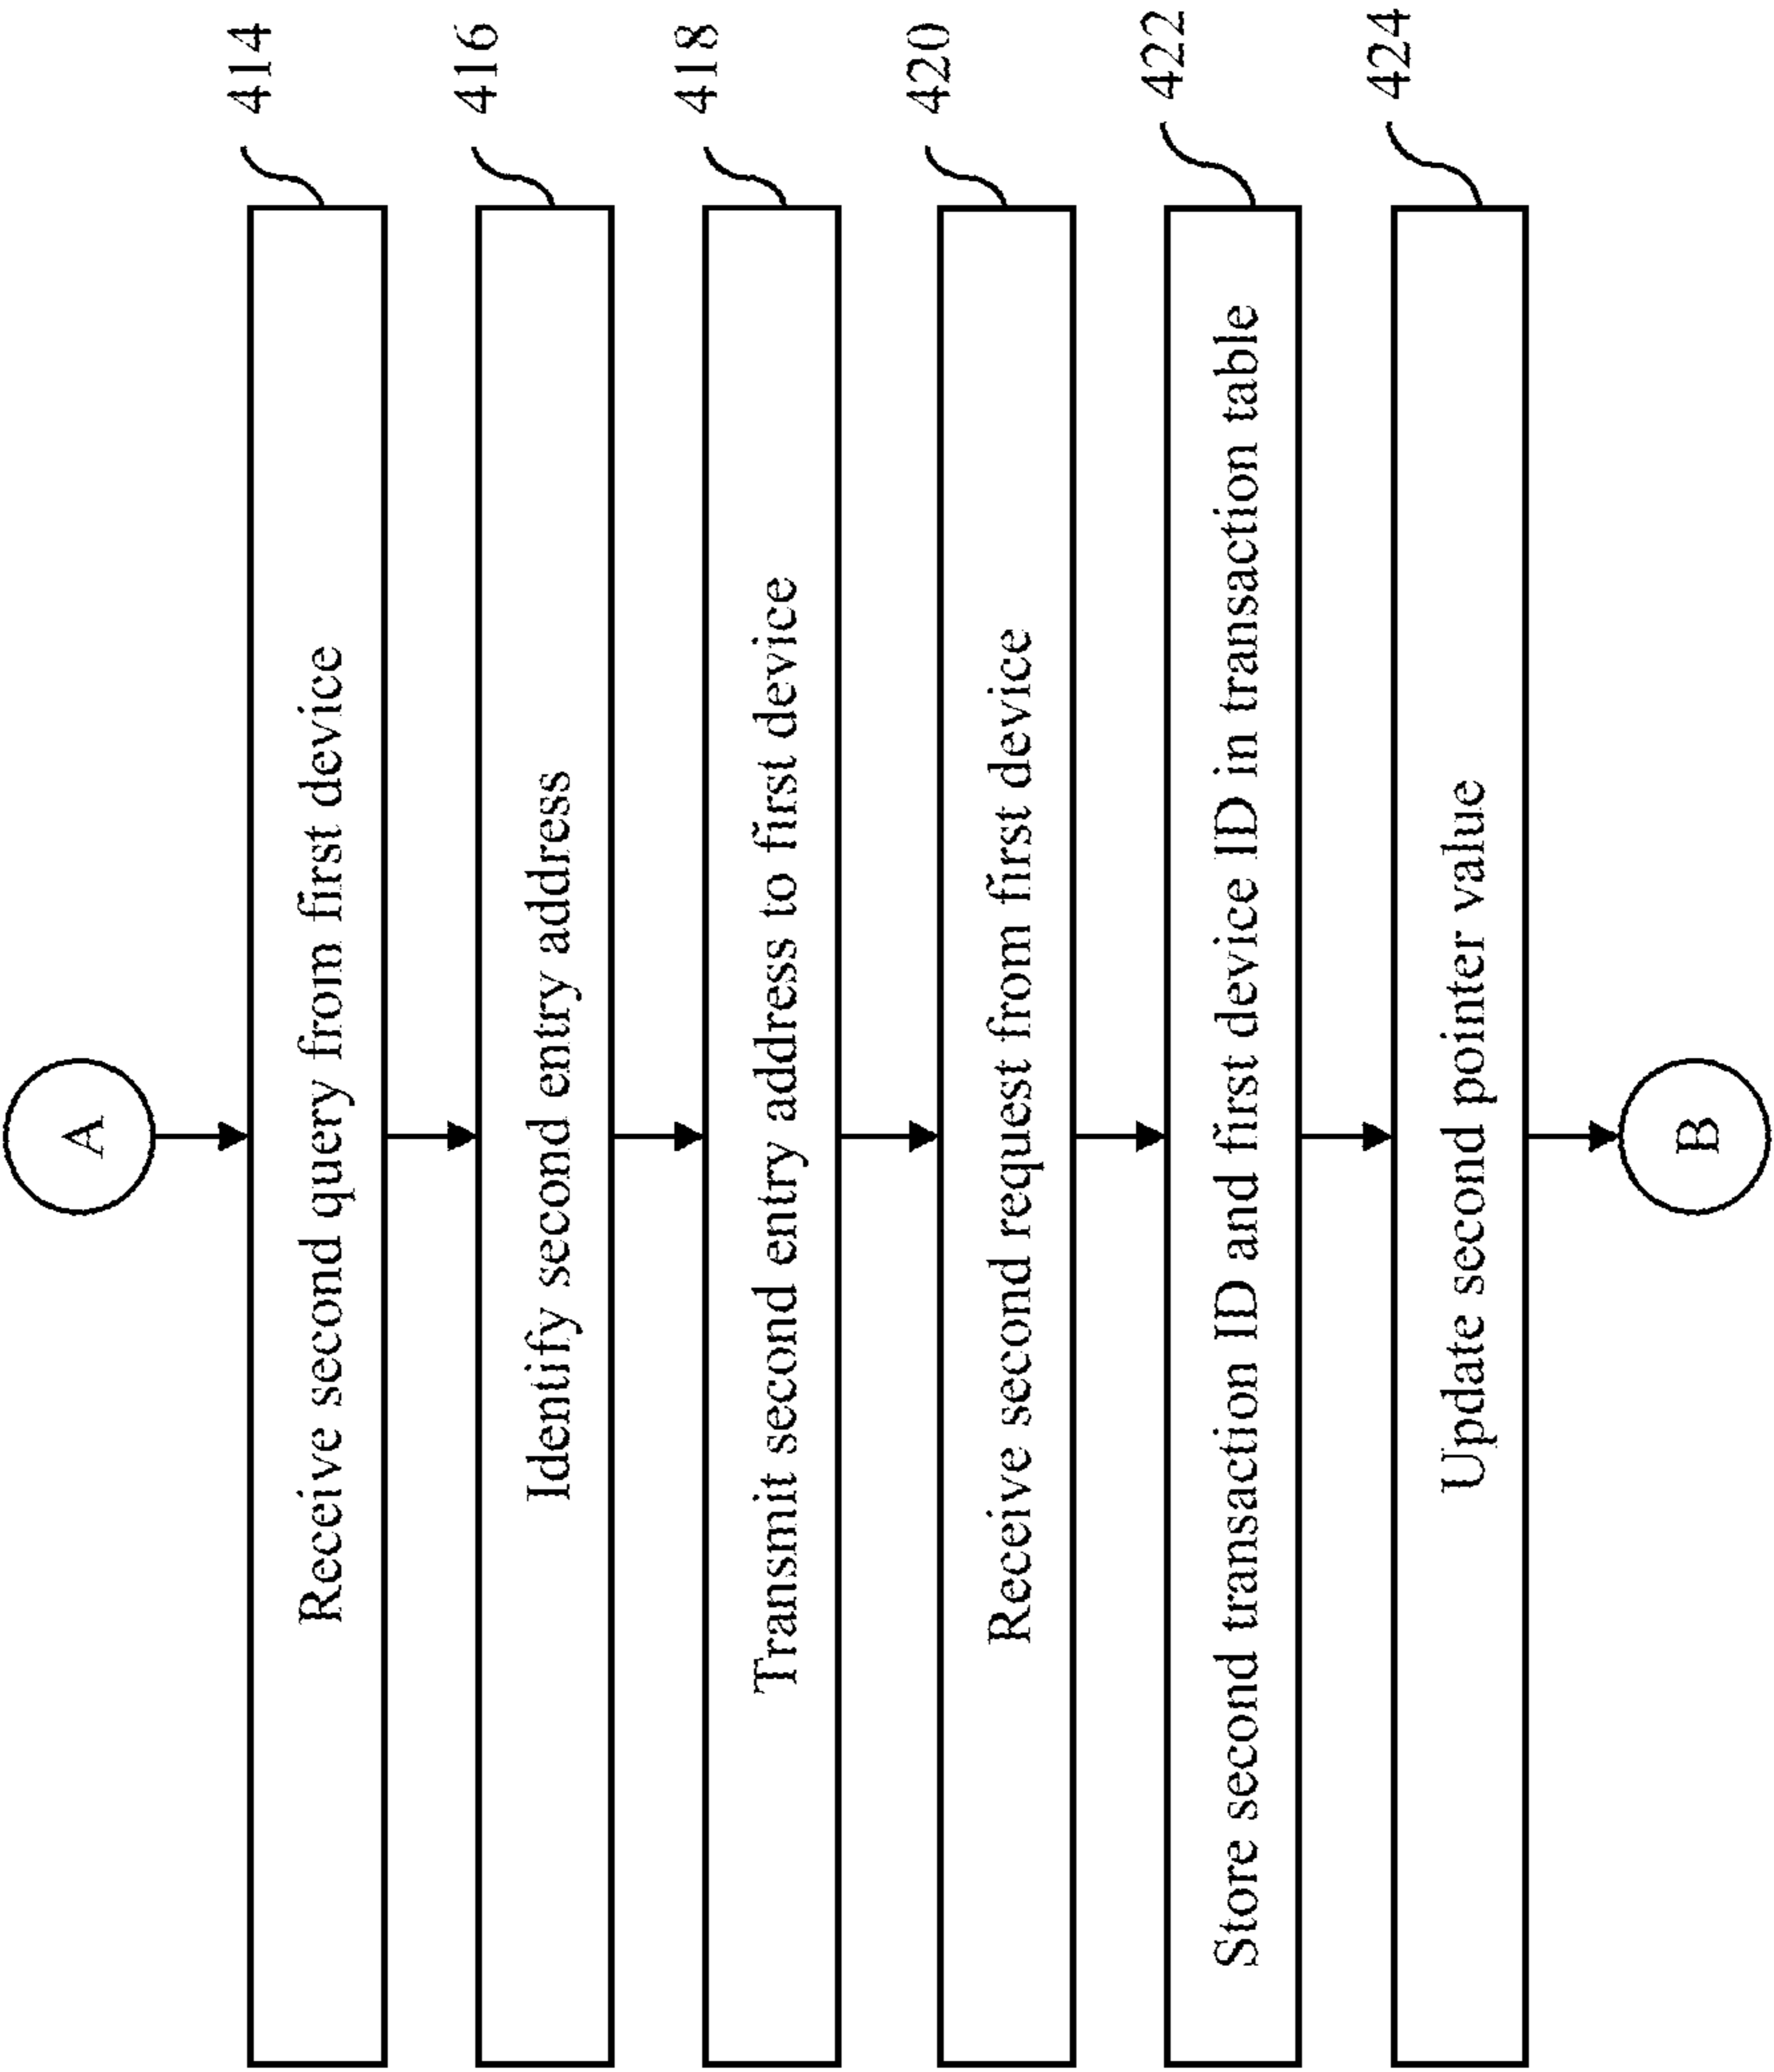 A
414
Receive second query from first device
416
Identify second entry address
418
Transmit second entry address to first device
420
Receive second request from first device
422
Store second transaction ID and first device ID in transaction table
424
Update second pointer value
B